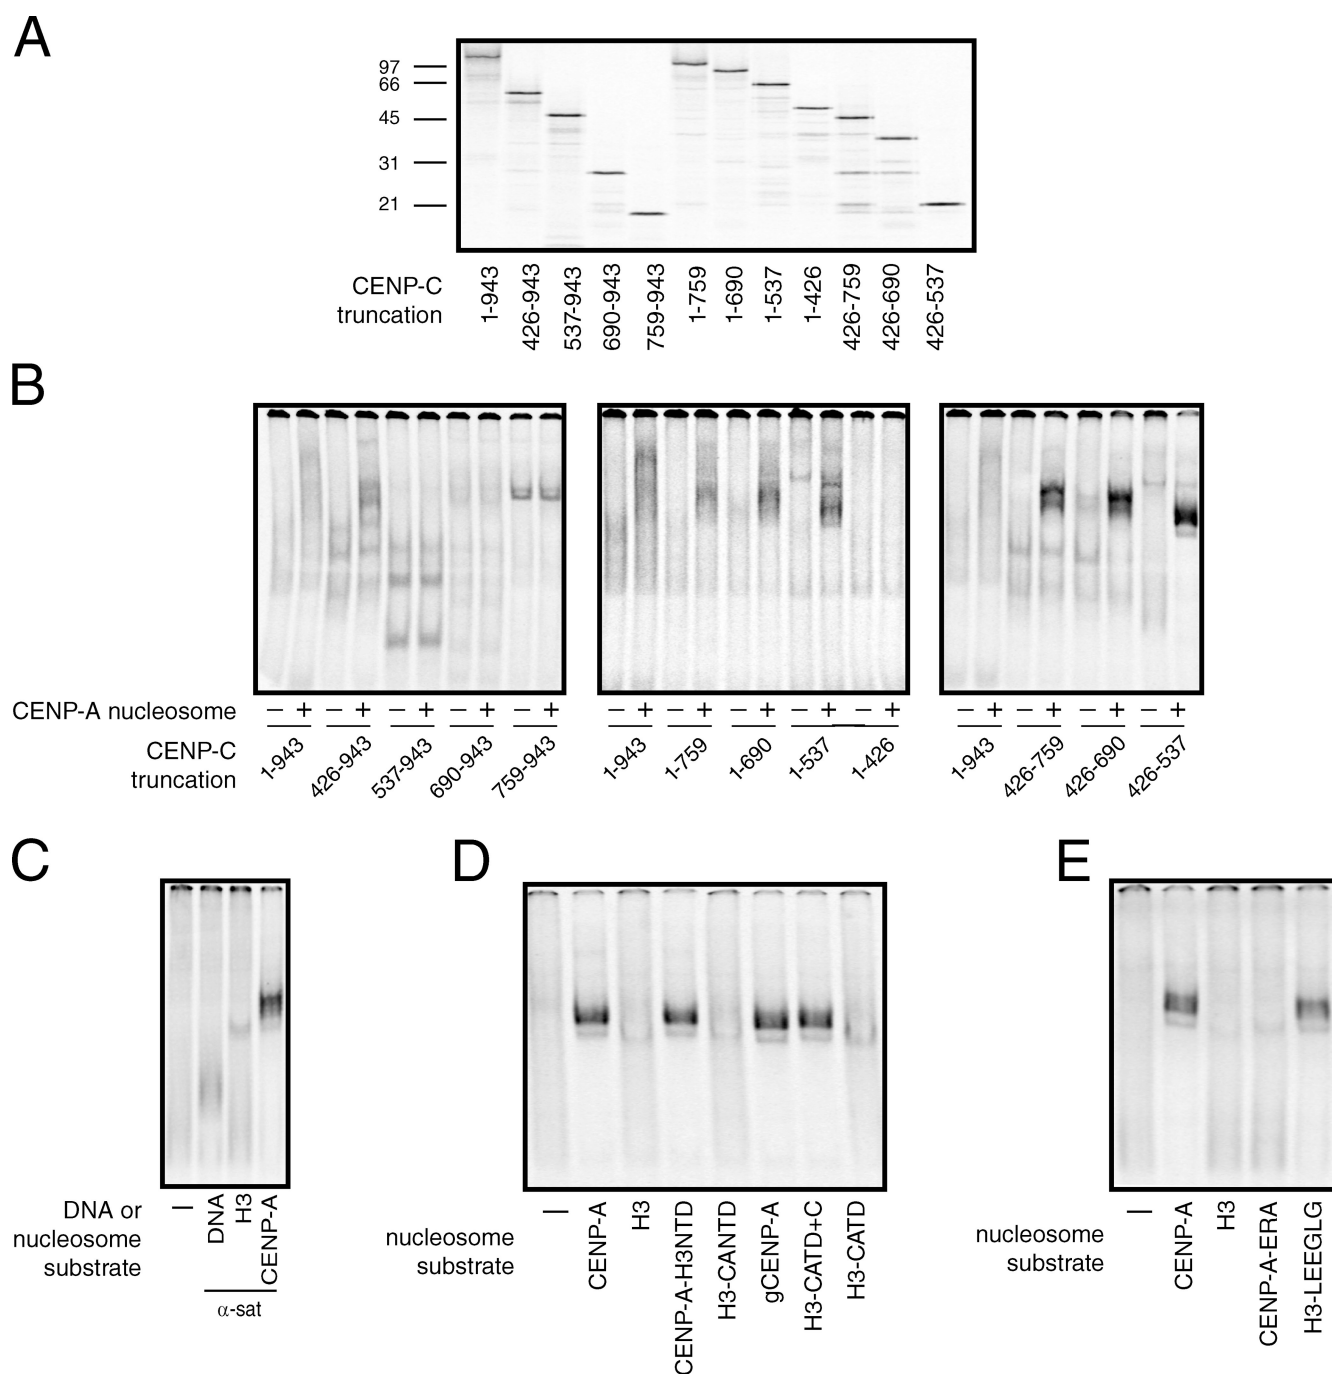 A
97
66
45
31
21
CENP-C
truncation
1-943
426-943
537-943
690-943
759-943
1-759
1-690
1-537
1-426
426-759
426-690
426-537
B
CENP-A nucleosome
− + − + − + − + − +
− + − + − + − + − +
− + − + − + − +
CENP-C
truncation
1-943
426-943
537-943
690-943
759-943
1-943
1-759
1-690
1-537
1-426
1-943
426-759
426-690
426-537
C
DNA or
nucleosome
substrate
—
DNA
H3
CENP-A
α-sat
D
nucleosome
substrate
—
CENP-A
H3
CENP-A-H3NTD
H3-CANTD
gCENP-A
H3-CATD+C
H3-CATD
E
nucleosome
substrate
—
CENP-A
H3
CENP-A-ERA
H3-LEEGLG